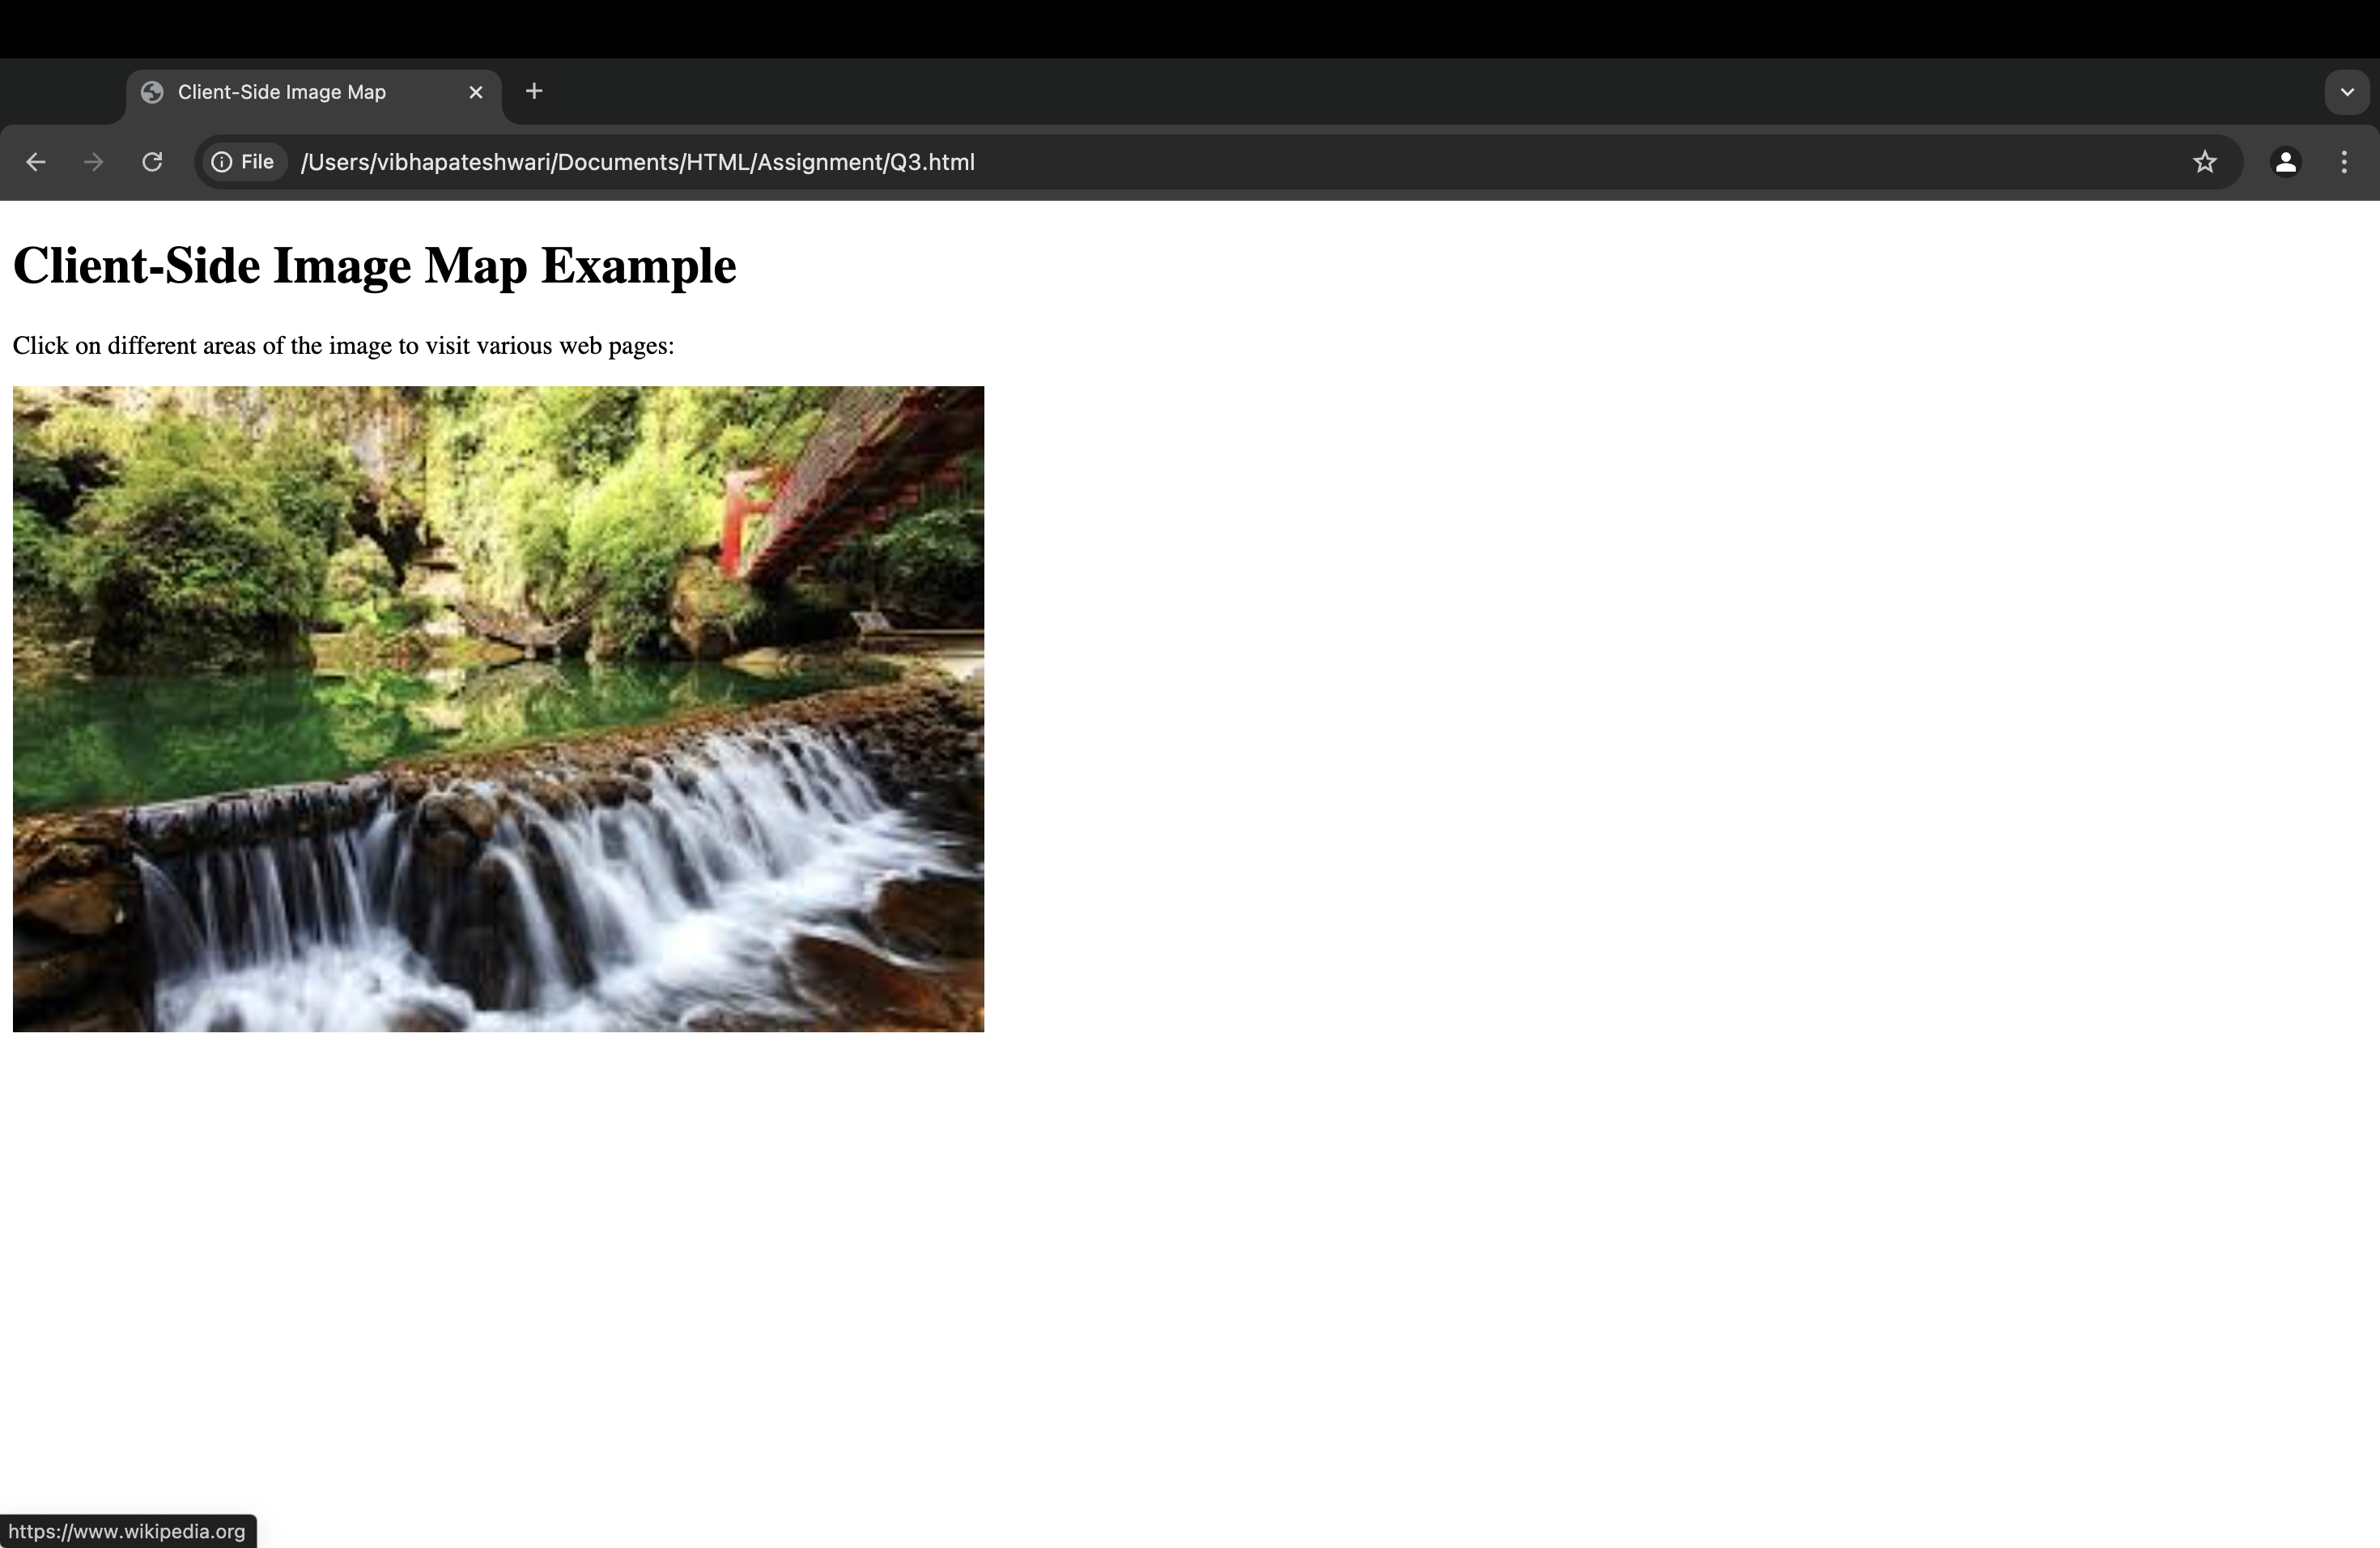 Client-Side Image Map
File /Users/vibhapateshwari/Documents/HTML/Assignment/Q3.html
Client-Side Image Map Example
Click on different areas of the image to visit various web pages:
https://www.wikipedia.org